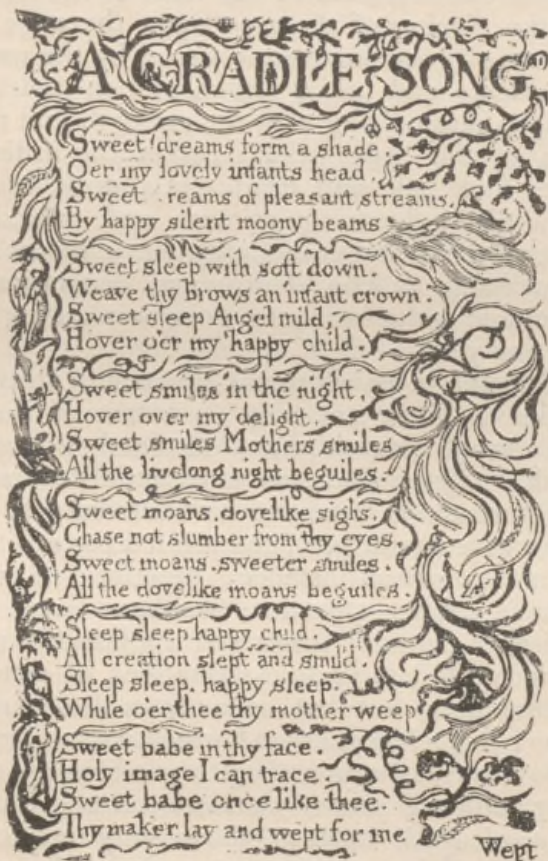 A CRADLE SONG
Sweet dreams form a shade.
O'er my lovely infants head.
Sweet reams of pleasant streams.
By happy silent moony beams
Sweet sleep with soft down.
Weave thy brows an infant crown.
Sweet sleep Angel mild,
Hover o'er my happy child.
Sweet smiles in the night,
Hover over my delight.
Sweet smiles Mothers smiles
All the livelong night beguiles.
Sweet moans, dovelike sighs.
Chase not slumber from thy eyes.
Sweet moans, sweeter smiles.
All the dovelike moans beguiles.
Sleep sleep happy child.
All creation slept and smil'd.
Sleep sleep, happy sleep.
While o'er thee thy mother weep
Sweet babe in thy face.
Holy image I can trace.
Sweet babe once like thee.
Thy maker lay and wept for me
Wept